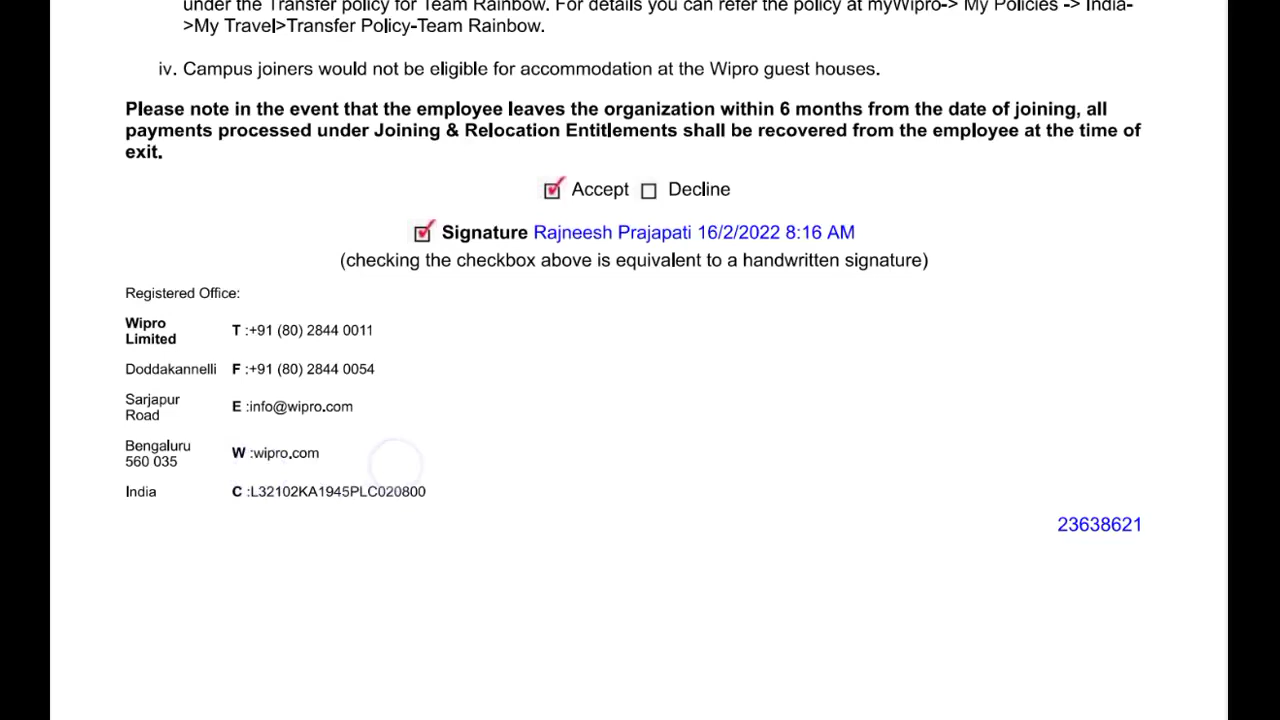 under the Transfer policy for Team Rainbow. For details you can refer the policy at myWipro-> My Policies -> India-
>My Travel>Transfer Policy-Team Rainbow.
iv. Campus joiners would not be eligible for accommodation at the Wipro guest houses.
Please note in the event that the employee leaves the organization within 6 months from the date of joining, all
payments processed under Joining & Relocation Entitlements shall be recovered from the employee at the time of
exit.
Accept Decline
Signature Rajneesh Prajapati 16/2/2022 8:16 AM
(checking the checkbox above is equivalent to a handwritten signature)
Registered Office:
Wipro
Limited T :+91 (80) 2844 0011
Doddakannelli F :+91 (80) 2844 0054
Sarjapur
Road E :info@wipro.com
Bengaluru
560 035 W :wipro.com
India C :L32102KA1945PLC020800
23638621